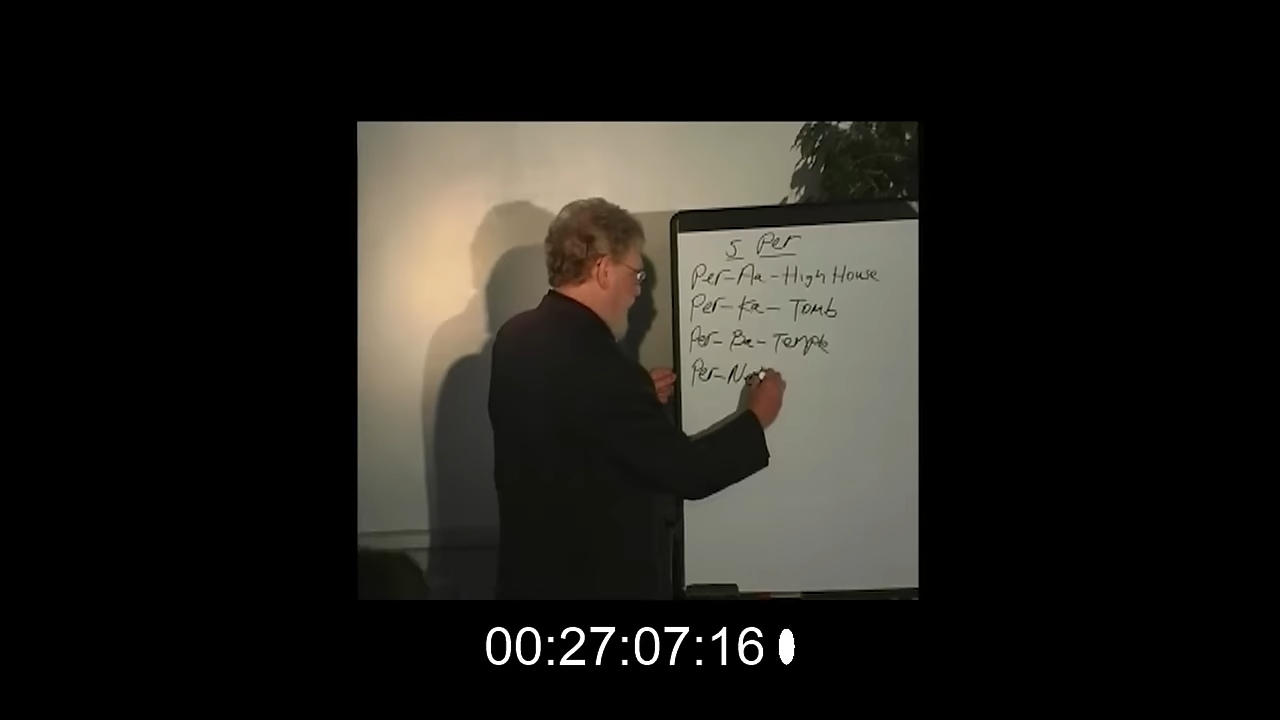 5 Per
Per-Aa - High House
Per-Ka - Tomb
Per-Ba - Temple
Per-
00:27:07:16